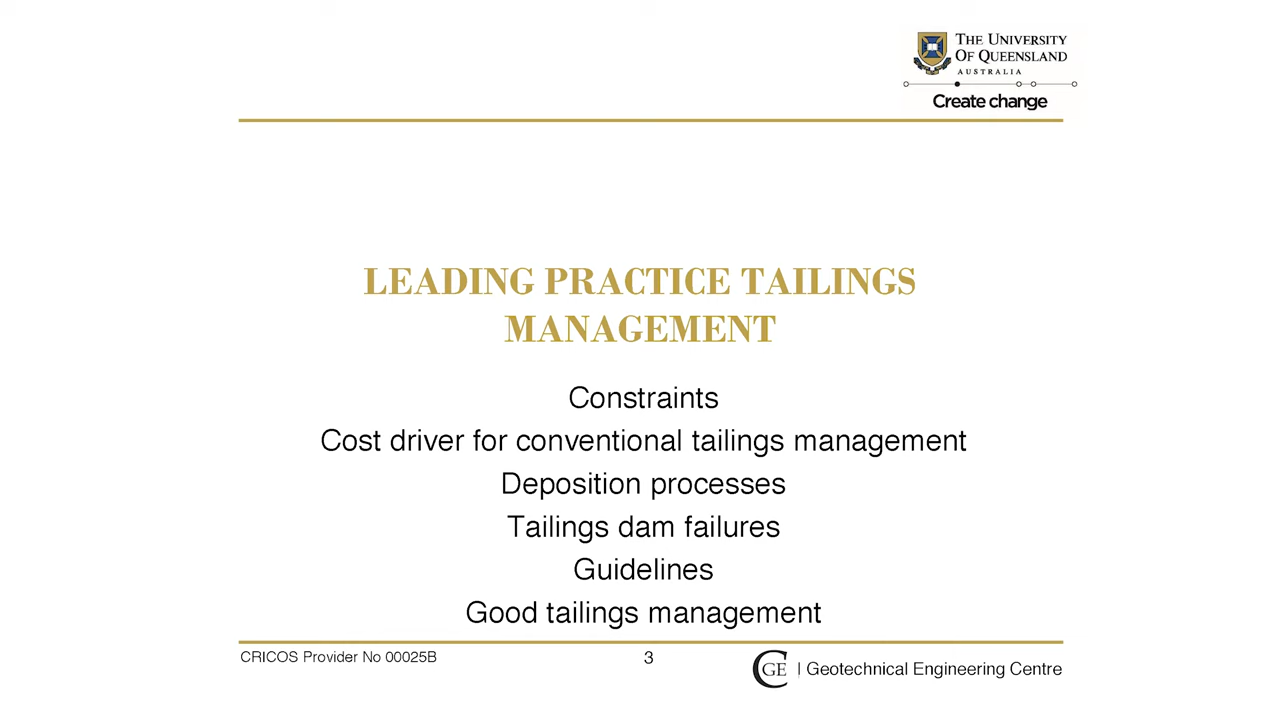 THE UNIVERSITY
OF QUEENSLAND
AUSTRALIA
Create change
LEADING PRACTICE TAILINGS
MANAGEMENT
Constraints
Cost driver for conventional tailings management
Deposition processes
Tailings dam failures
Guidelines
Good tailings management
CRICOS Provider No 00025B
3
CGE | Geotechnical Engineering Centre